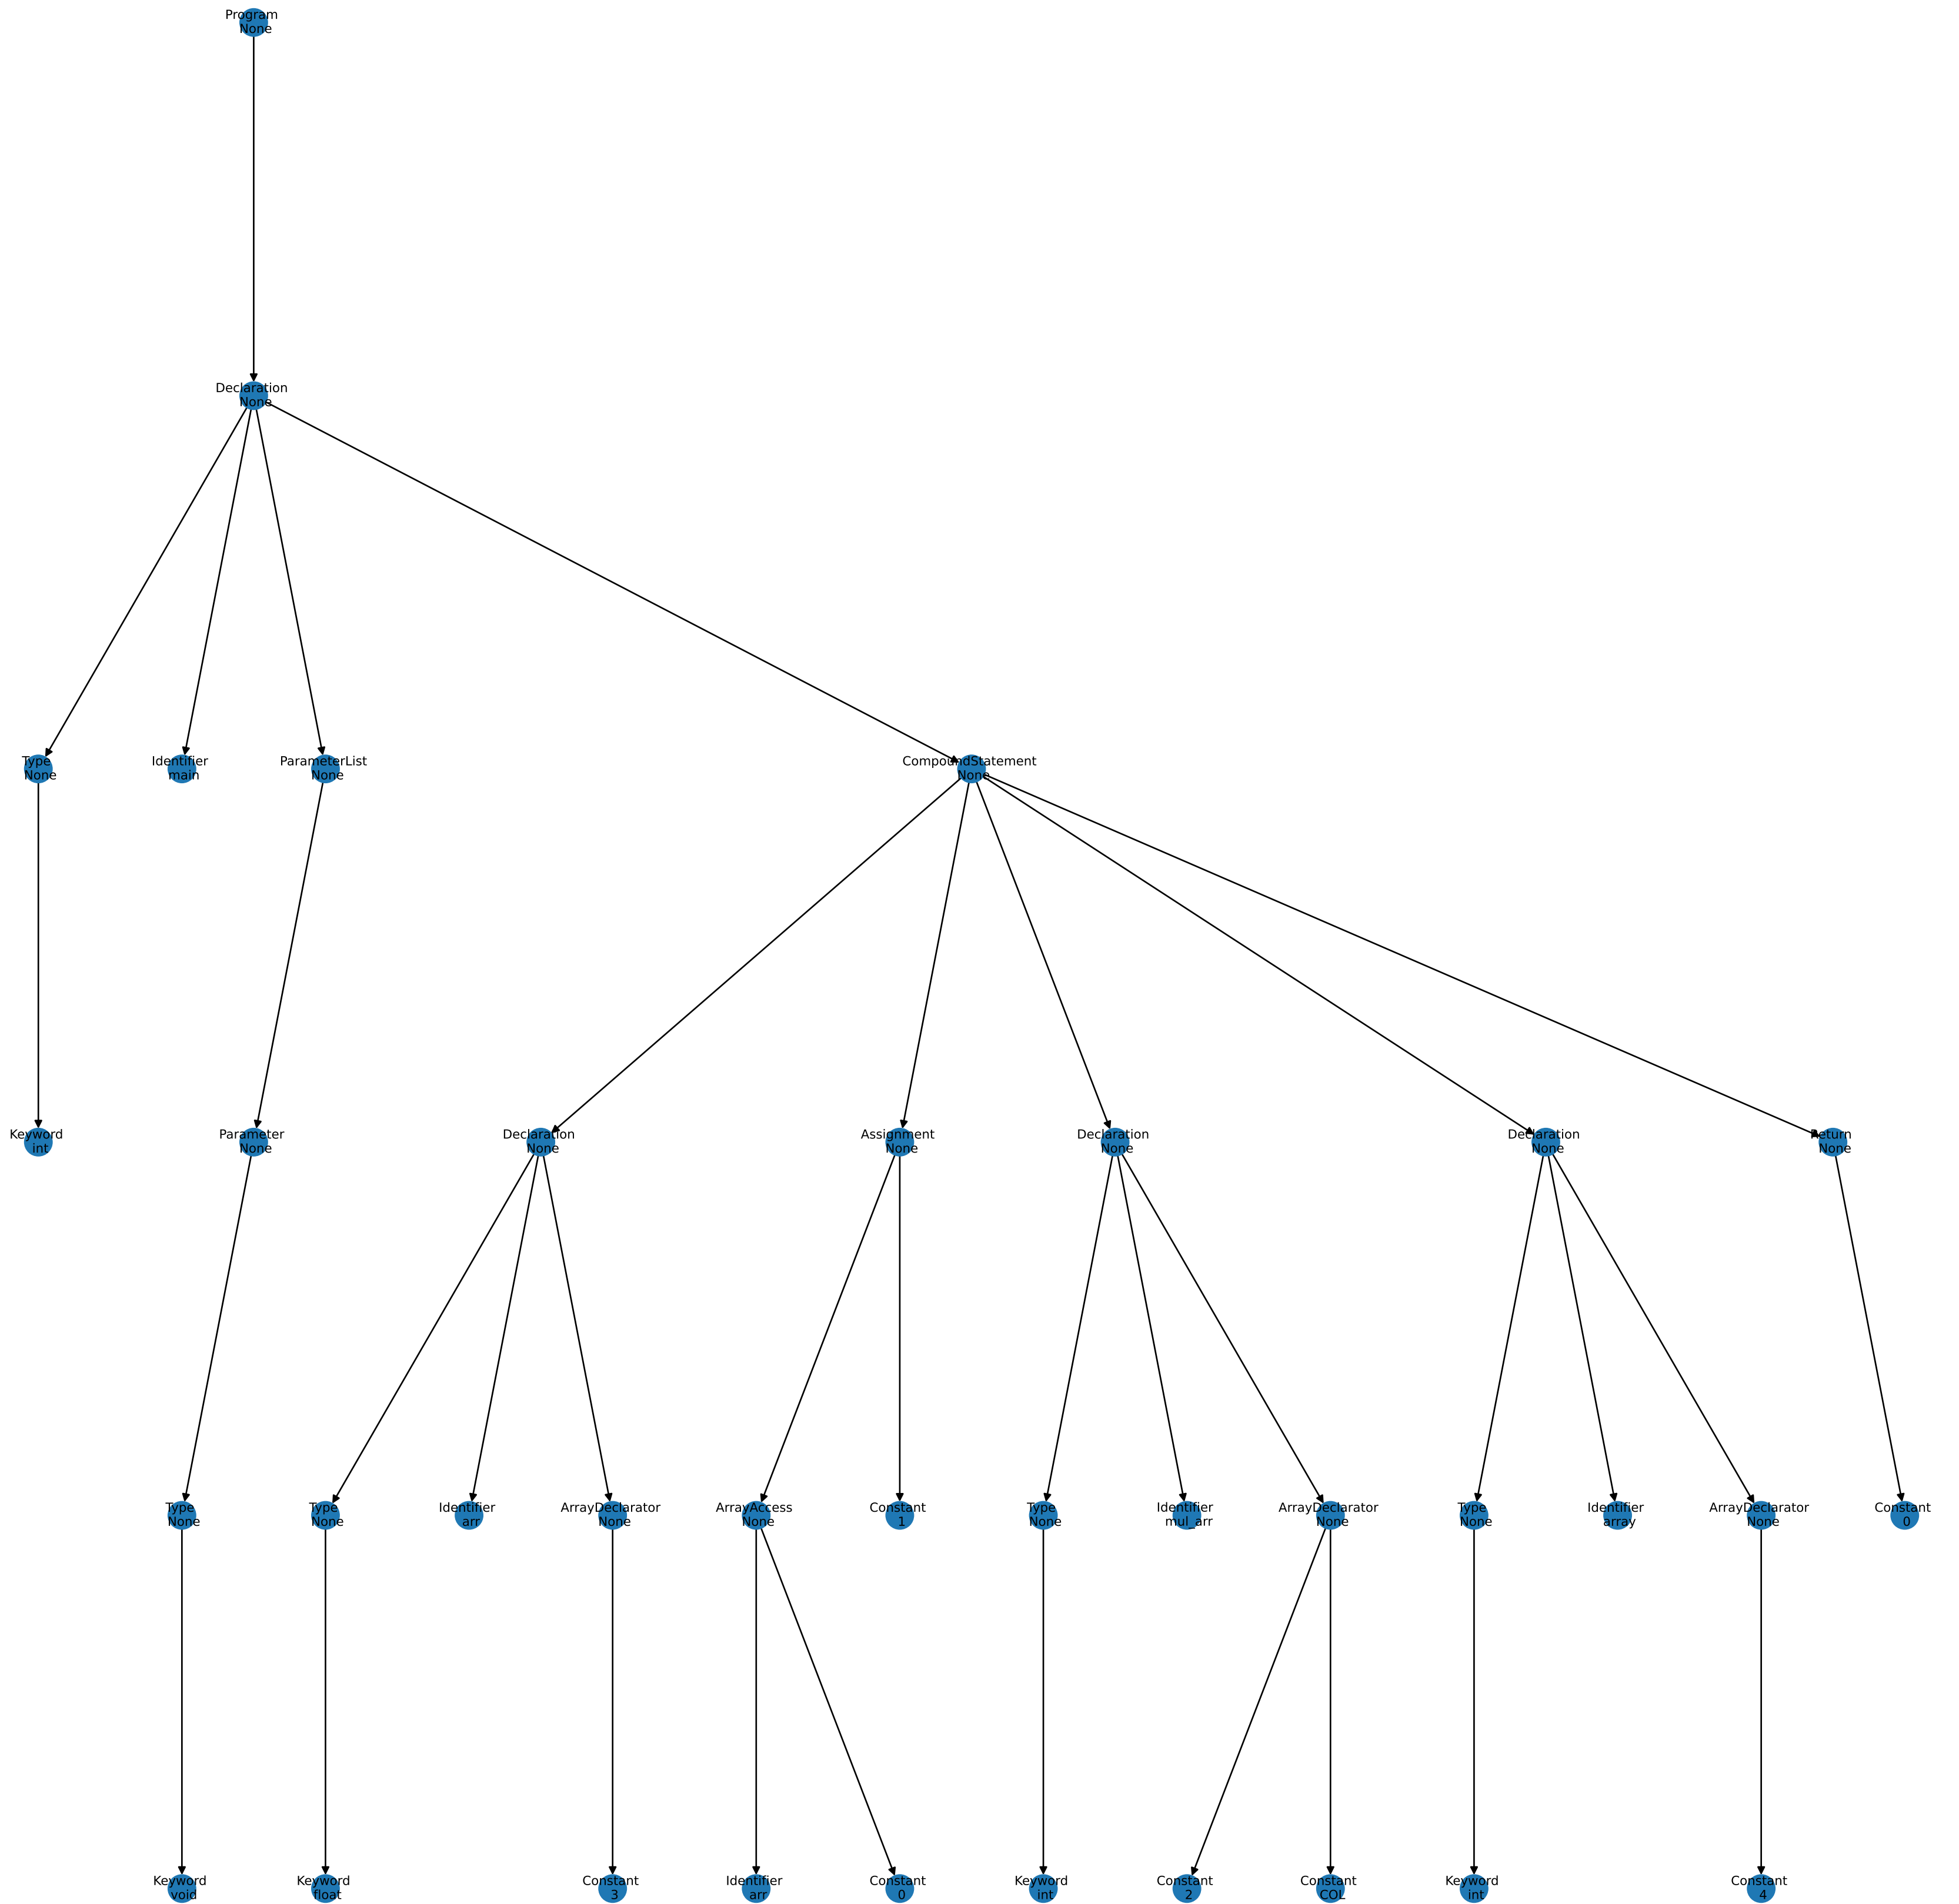 Program
None
Declaration
None
Type
None
Identifier
main
ParameterList
None
CompoundStatement
None
Keyword
int
Parameter
None
Declaration
None
Assignment
None
Declaration
None
Declaration
None
Return
None
Type
None
Type
None
Identifier
arr
ArrayDeclarator
None
ArrayAccess
None
Constant
1
Type
None
Identifier
mul_arr
ArrayDeclarator
None
Type
None
Identifier
array
ArrayDeclarator
None
Constant
0
Keyword
void
Keyword
float
Constant
3
Identifier
arr
Constant
0
Keyword
int
Constant
2
Constant
COL
Keyword
int
Constant
4